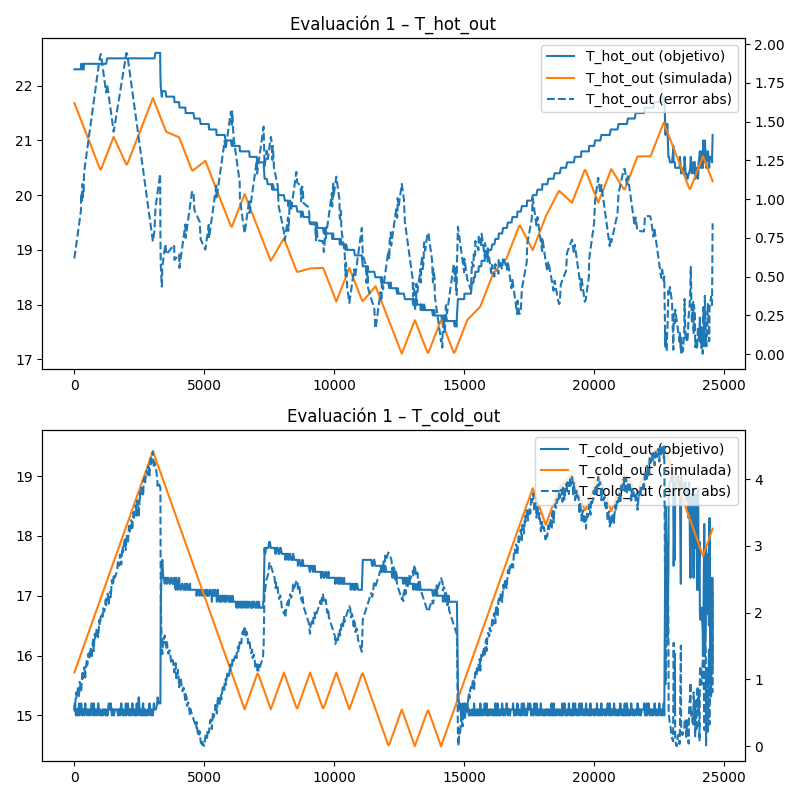 Evaluación 1 – T_hot_out
T_hot_out (objetivo)
T_hot_out (simulada)
T_hot_out (error abs)
22
21
20
19
18
17
2.00
1.75
1.50
1.25
1.00
0.75
0.50
0.25
0.00
0 5000 10000 15000 20000 25000
Evaluación 1 – T_cold_out
T_cold_out (objetivo)
T_cold_out (simulada)
T_cold_out (error abs)
19
18
17
16
15
4
3
2
1
0
0 5000 10000 15000 20000 25000